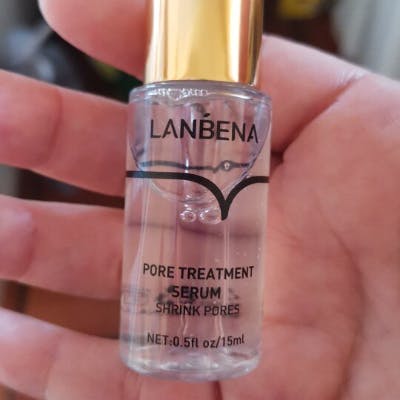 LANBENA
PORE TREATMENT
SERUM
SHRINK PORES
NET:0.5fl oz/15ml